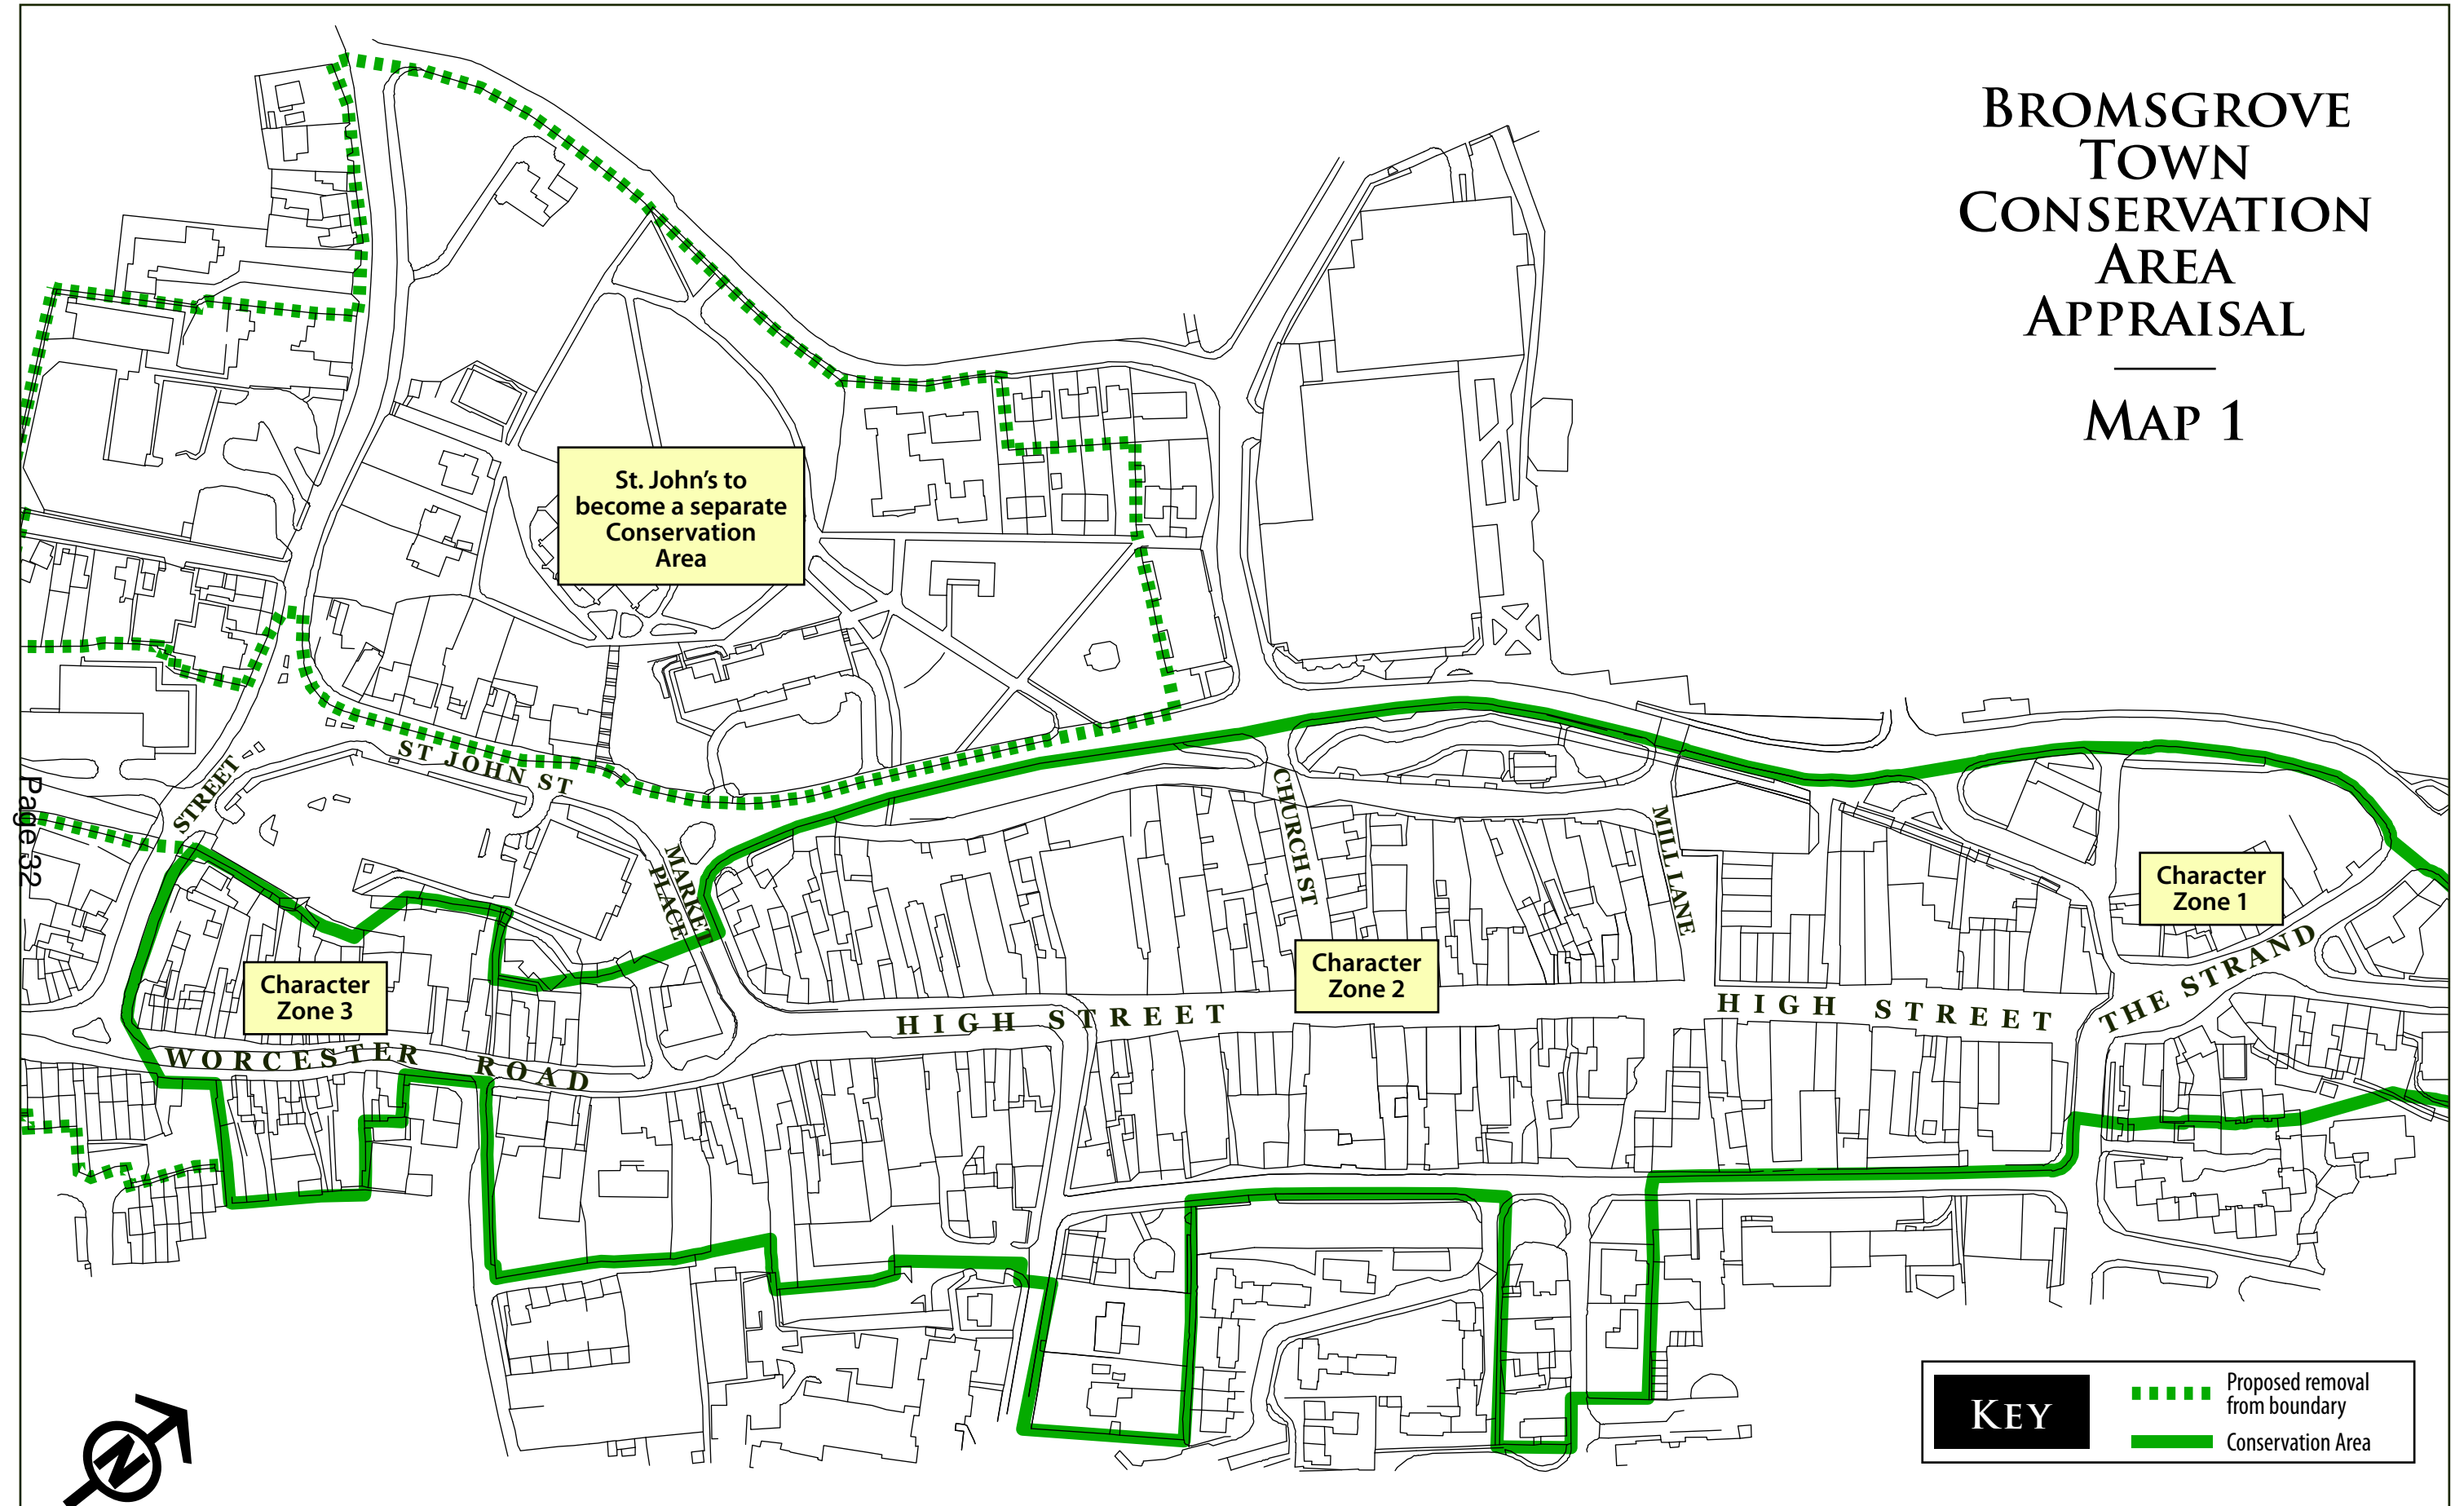 BROMSGROVE
TOWN
CONSERVATION
AREA
APPRAISAL
MAP 1
St. John’s to
become a separate
Conservation
Area
STREET
ST JOHN ST
Page 32
MARKET
PLACE
CHURCH ST
MILL LANE
Character
Zone 1
Character
Zone 2
Character
Zone 3
HIGH STREET
HIGH STREET
THE STRAND
WORCESTER ROAD
N
KEY
Proposed removal
from boundary
Conservation Area